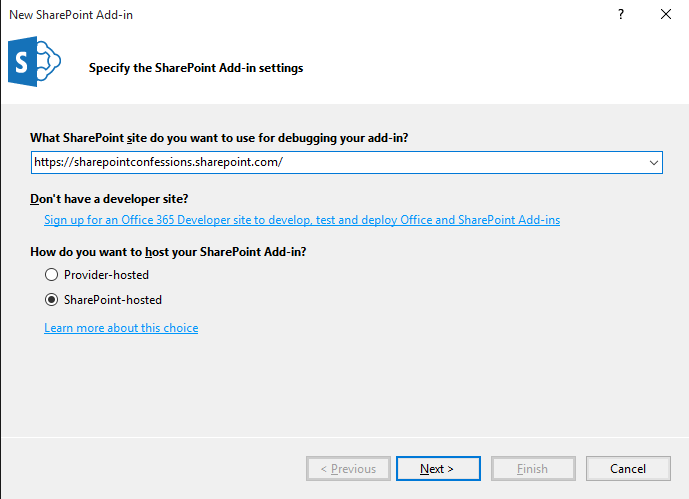 New SharePoint Add-in
?
S
Specify the SharePoint Add-in settings
What SharePoint site do you want to use for debugging your add-in?
https://sharepointconfessions.sharepoint.com/
Don't have a developer site?
Sign up for an Office 365 Developer site to develop, test and deploy Office and SharePoint Add-ins
How do you want to host your SharePoint Add-in?
Provider-hosted
SharePoint-hosted
Learn more about this choice
< Previous Next > Finish Cancel